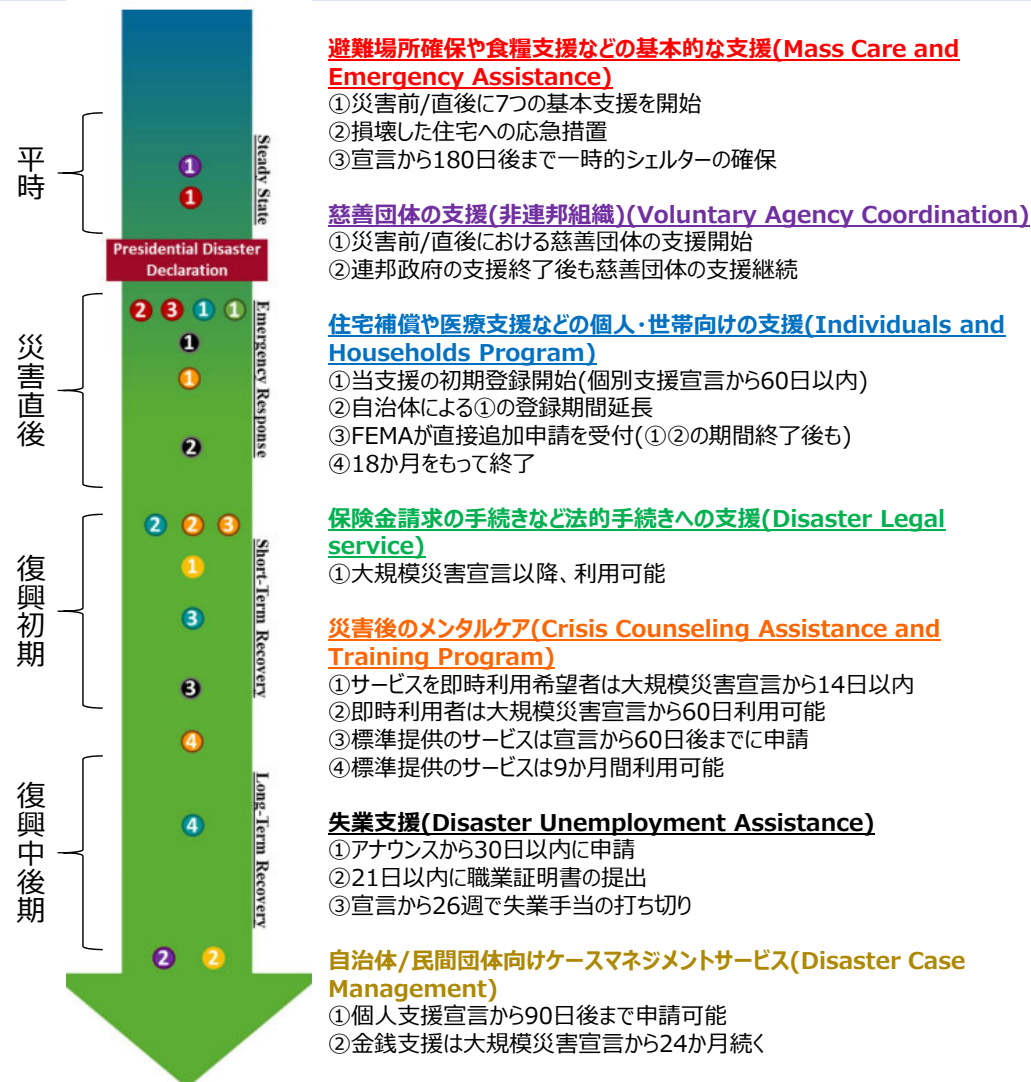 平時
災害直後
復興初期
復興中後期
Steady State
1
1
Presidential Disaster
Declaration
Emergency Response
2 3 1 1
1
1
2
Short-Term Recovery
2 2 3
1
3
3
4
Long-Term Recovery
4
2 2
避難場所確保や食糧支援などの基本的な支援(Mass Care and
Emergency Assistance)
①災害前/直後に7つの基本支援を開始
②損壊した住宅への応急措置
③宣言から180日後まで一時的シェルターの確保
慈善団体の支援(非連邦組織)(Voluntary Agency Coordination)
①災害前/直後における慈善団体の支援開始
②連邦政府の支援終了後も慈善団体の支援継続
住宅補償や医療支援などの個人・世帯向けの支援(Individuals and
Households Program)
①当支援の初期登録開始(個別支援宣言から60日以内)
②自治体による①の登録期間延長
③FEMAが直接追加申請を受付(①②の期間終了後も)
④18か月をもって終了
保険金請求の手続きなど法的手続きへの支援(Disaster Legal
service)
①大規模災害宣言以降、利用可能
災害後のメンタルケア(Crisis Counseling Assistance and
Training Program)
①サービスを即時利用希望者は大規模災害宣言から14日以内
②即時利用者は大規模災害宣言から60日利用可能
③標準提供のサービスは宣言から60日後までに申請
④標準提供のサービスは9か月間利用可能
失業支援(Disaster Unemployment Assistance)
①アナウンスから30日以内に申請
②21日以内に職業証明書の提出
③宣言から26週で失業手当の打ち切り
自治体/民間団体向けケースマネジメントサービス(Disaster Case
Management)
①個人支援宣言から90日後まで申請可能
②金銭支援は大規模災害宣言から24か月続く